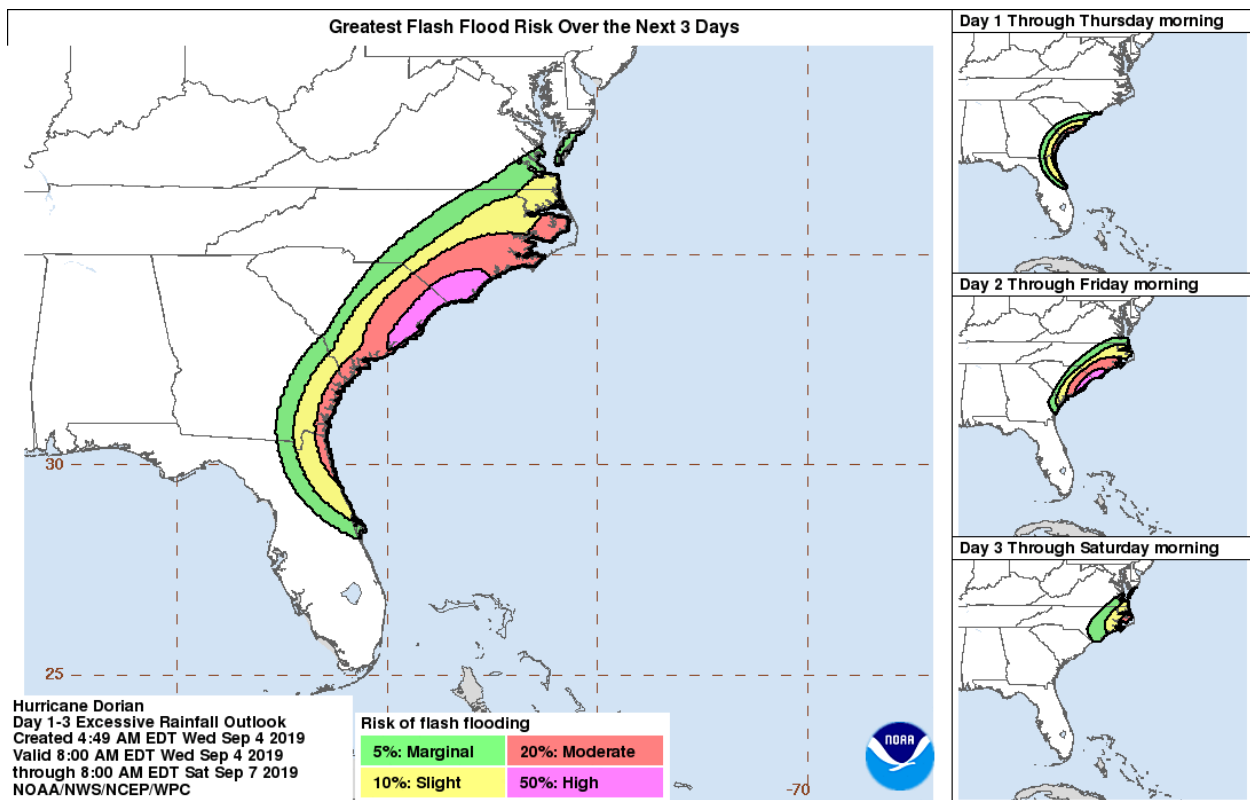 Greatest Flash Flood Risk Over the Next 3 Days
30
25
-70
Hurricane Dorian
Day 1-3 Excessive Rainfall Outlook
Created 4:49 AM EDT Wed Sep 4 2019
Valid 8:00 AM EDT Wed Sep 4 2019
through 8:00 AM EDT Sat Sep 7 2019
NOAA/NWS/NCEP/WPC
Risk of flash flooding
5%: Marginal
20%: Moderate
10%: Slight
50%: High
NOAA
Day 1 Through Thursday morning
Day 2 Through Friday morning
Day 3 Through Saturday morning